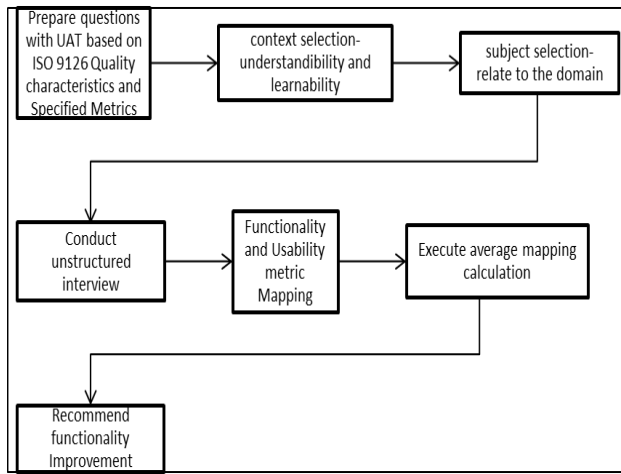 Prepare questions
with UAT based on
ISO 9126 Quality
characteristics and
Specified Metrics
context selection-
understandibility and
learnability
subject selection-
relate to the domain
Conduct
unstructured
interview
Functionality
and Usability
metric
Mapping
Execute average mapping
calculation
Recommend
functionality
Improvement